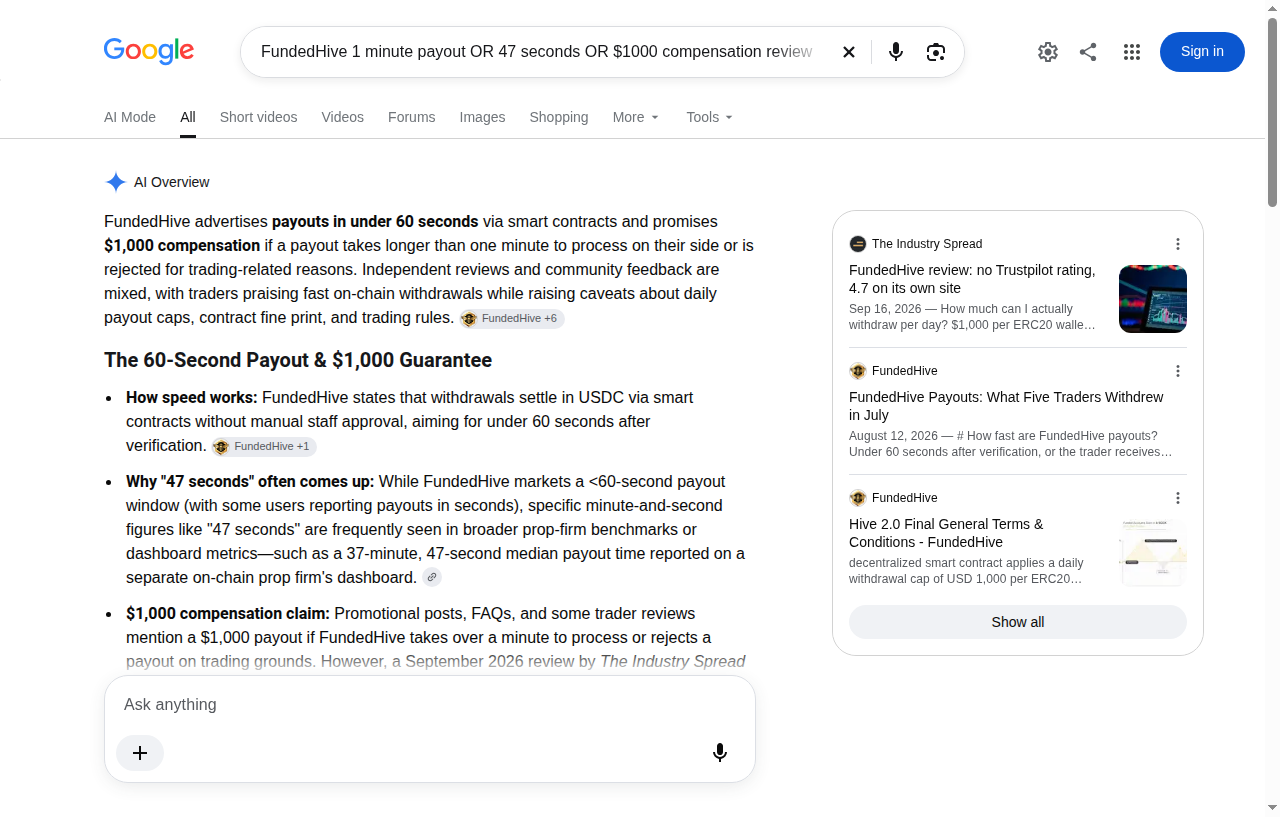 Google
FundedHive 1 minute payout OR 47 seconds OR $1000 compensation review
Sign in
AI Mode
All
Short videos
Videos
Forums
Images
Shopping
More
Tools
AI Overview
FundedHive advertises payouts in under 60 seconds via smart contracts and promises
$1,000 compensation if a payout takes longer than one minute to process on their side or is
rejected for trading-related reasons. Independent reviews and community feedback are
mixed, with traders praising fast on-chain withdrawals while raising caveats about daily
payout caps, contract fine print, and trading rules. FundedHive +6
The 60-Second Payout & $1,000 Guarantee
• How speed works: FundedHive states that withdrawals settle in USDC via smart
contracts without manual staff approval, aiming for under 60 seconds after
verification. FundedHive +1
• Why "47 seconds" often comes up: While FundedHive markets a <60-second payout
window (with some users reporting payouts in seconds), specific minute-and-second
figures like "47 seconds" are frequently seen in broader prop-firm benchmarks or
dashboard metrics—such as a 37-minute, 47-second median payout time reported on a
separate on-chain prop firm's dashboard.
• $1,000 compensation claim: Promotional posts, FAQs, and some trader reviews
mention a $1,000 payout if FundedHive takes over a minute to process or rejects a
payout on trading grounds. However, a September 2026 review by The Industry Spread
Ask anything
The Industry Spread
FundedHive review: no Trustpilot rating,
4.7 on its own site
Sep 16, 2026 — How much can I actually
withdraw per day? $1,000 per ERC20 walle…
FundedHive
FundedHive Payouts: What Five Traders Withdrew
in July
August 12, 2026 — # How fast are FundedHive payouts?
Under 60 seconds after verification, or the trader receives…
FundedHive
Hive 2.0 Final General Terms &
Conditions - FundedHive
decentralized smart contract applies a daily
withdrawal cap of USD 1,000 per ERC20…
Show all